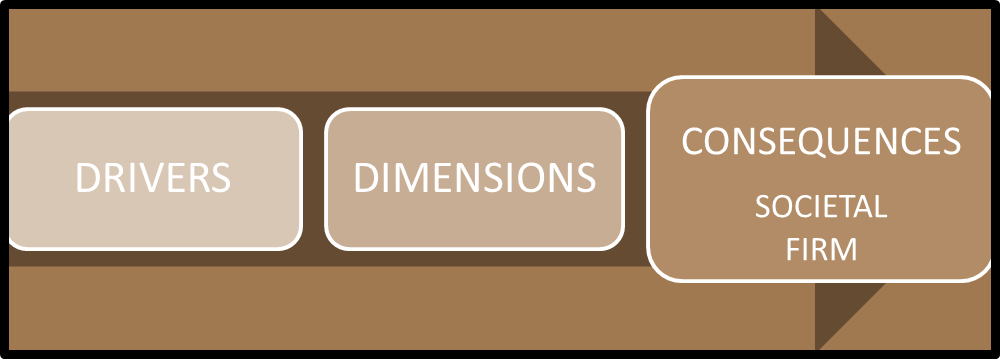 DRIVERS
DIMENSIONS
CONSEQUENCES
SOCIETAL
FIRM